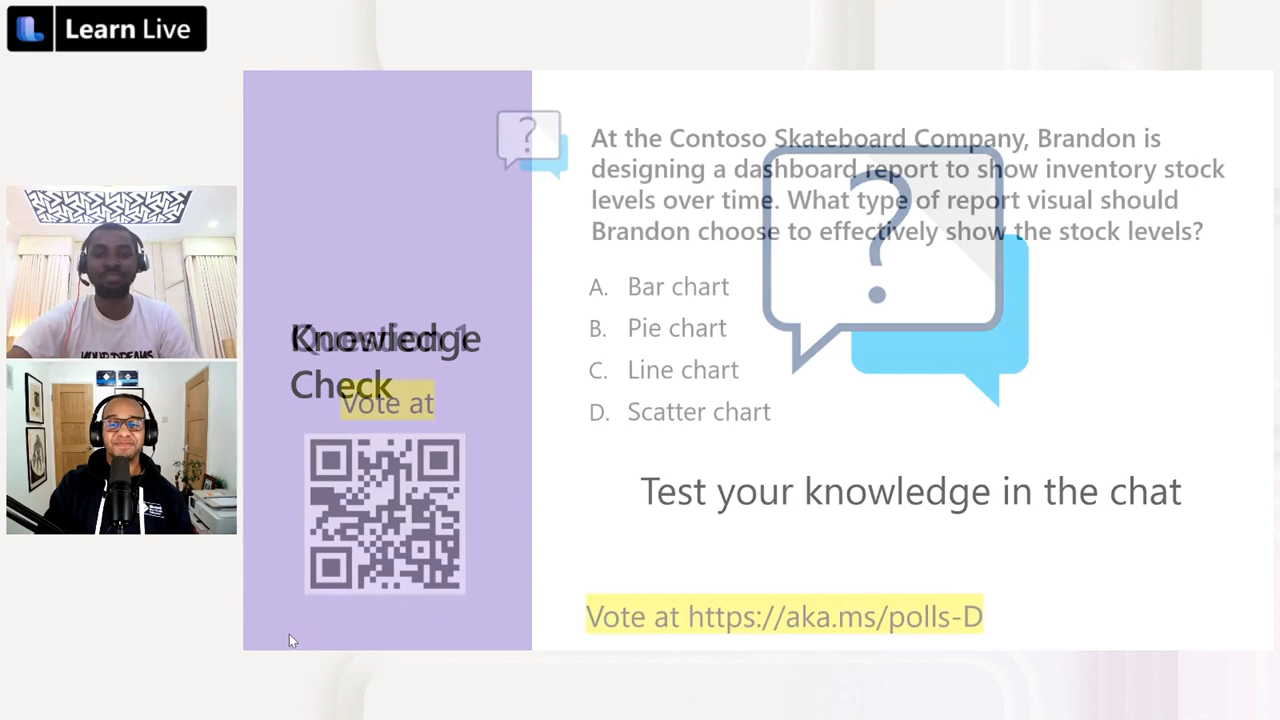 Learn Live
At the Contoso Skateboard Company, Brandon is
designing a dashboard report to show inventory stock
levels over time. What type of report visual should
Brandon choose to effectively show the stock levels?
A. Bar chart
B. Pie chart
C. Line chart
D. Scatter chart
Knowledge
Check
Question 1
Vote at
Test your knowledge in the chat
Vote at https://aka.ms/polls-D